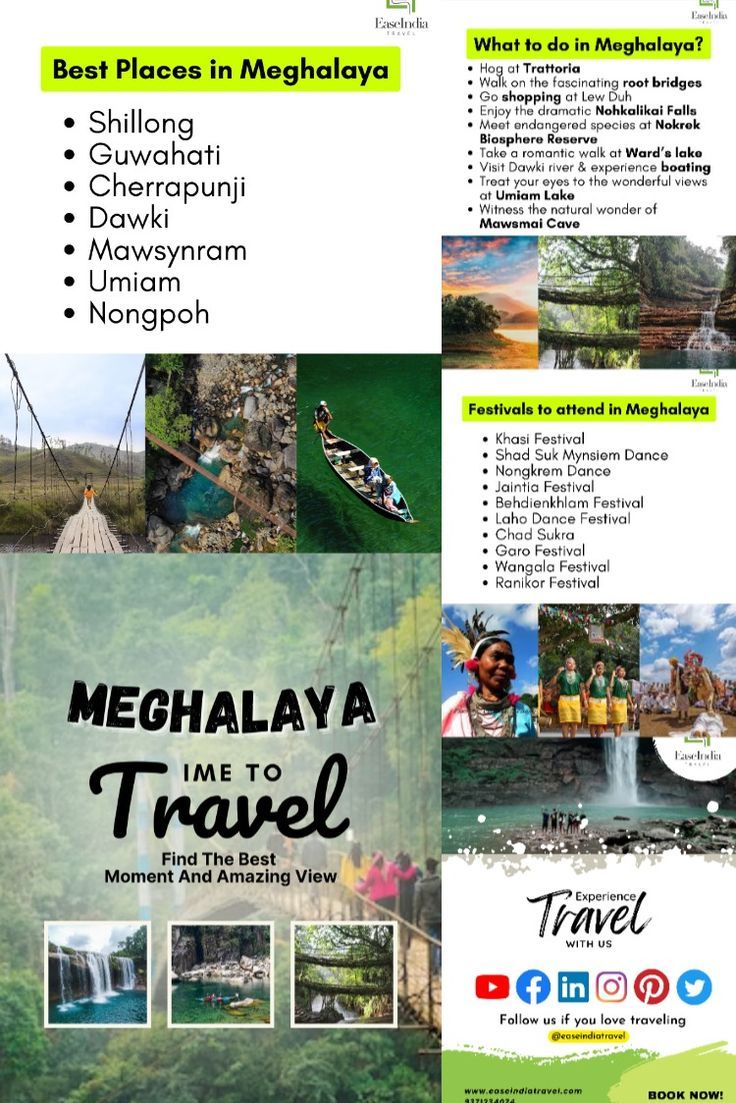 EaseIndia
TRAVEL
Best Places in Meghalaya
• Shillong
• Guwahati
• Cherrapunji
• Dawki
• Mawsynram
• Umiam
• Nongpoh
MEGHALAYA
IME TO
Travel
Find The Best
Moment And Amazing View
EaseIndia
What to do in Meghalaya?
• Hog at Trattoria
• Walk on the fascinating root bridges
• Go shopping at Lew Duh
• Enjoy the dramatic Nohkalikai Falls
• Meet endangered species at Nokrek
Biosphere Reserve
• Take a romantic walk at Ward's lake
• Visit Dawki river & experience boating
• Treat your eyes to the wonderful views
at Umiam Lake
• Witness the natural wonder of
Mawsmai Cave
EaseIndia
Festivals to attend in Meghalaya
• Khasi Festival
• Shad Suk Mynsiem Dance
• Nongkrem Dance
• Jaintia Festival
• Behdienkhlam Festival
• Laho Dance Festival
• Chad Sukra
• Garo Festival
• Wangala Festival
• Ranikor Festival
EaseIndia
TRAVEL
Experience
Travel
WITH US
Follow us if you love traveling
@easeindiatravel
www.easeindiatravel.com
BOOK NOW!